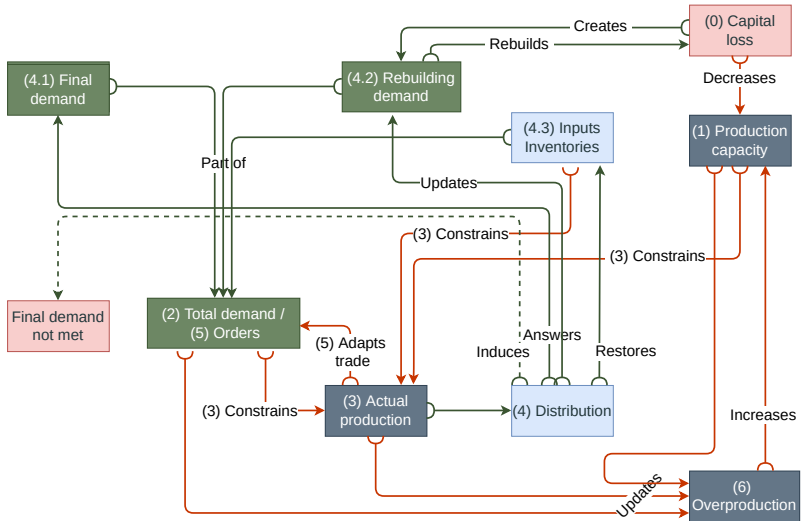 (0) Capital
loss
Creates
Rebuilds
(4.1) Final
demand
(4.2) Rebuilding
demand
Decreases
(4.3) Inputs
Inventories
(1) Production
capacity
Part of
Updates
(3) Constrains
(3) Constrains
Final demand
not met
(2) Total demand /
(5) Orders
(5) Adapts
trade
Answers
Induces
Restores
(3) Constrains
(3) Actual
production
(4) Distribution
Increases
Updates
(6)
Overproduction